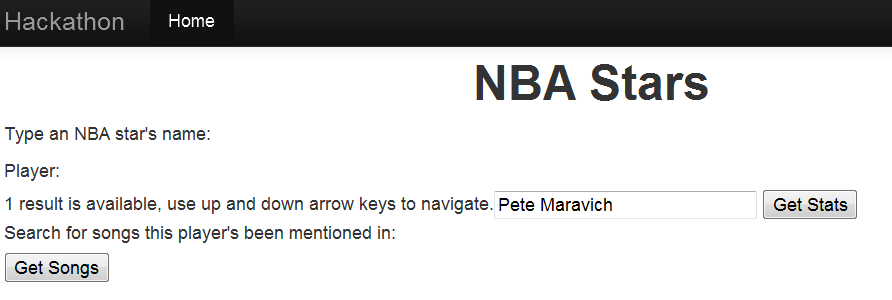 Hackathon Home
NBA Stars
Type an NBA star's name:
Player:
1 result is available, use up and down arrow keys to navigate. Pete Maravich Get Stats
Search for songs this player's been mentioned in:
Get Songs